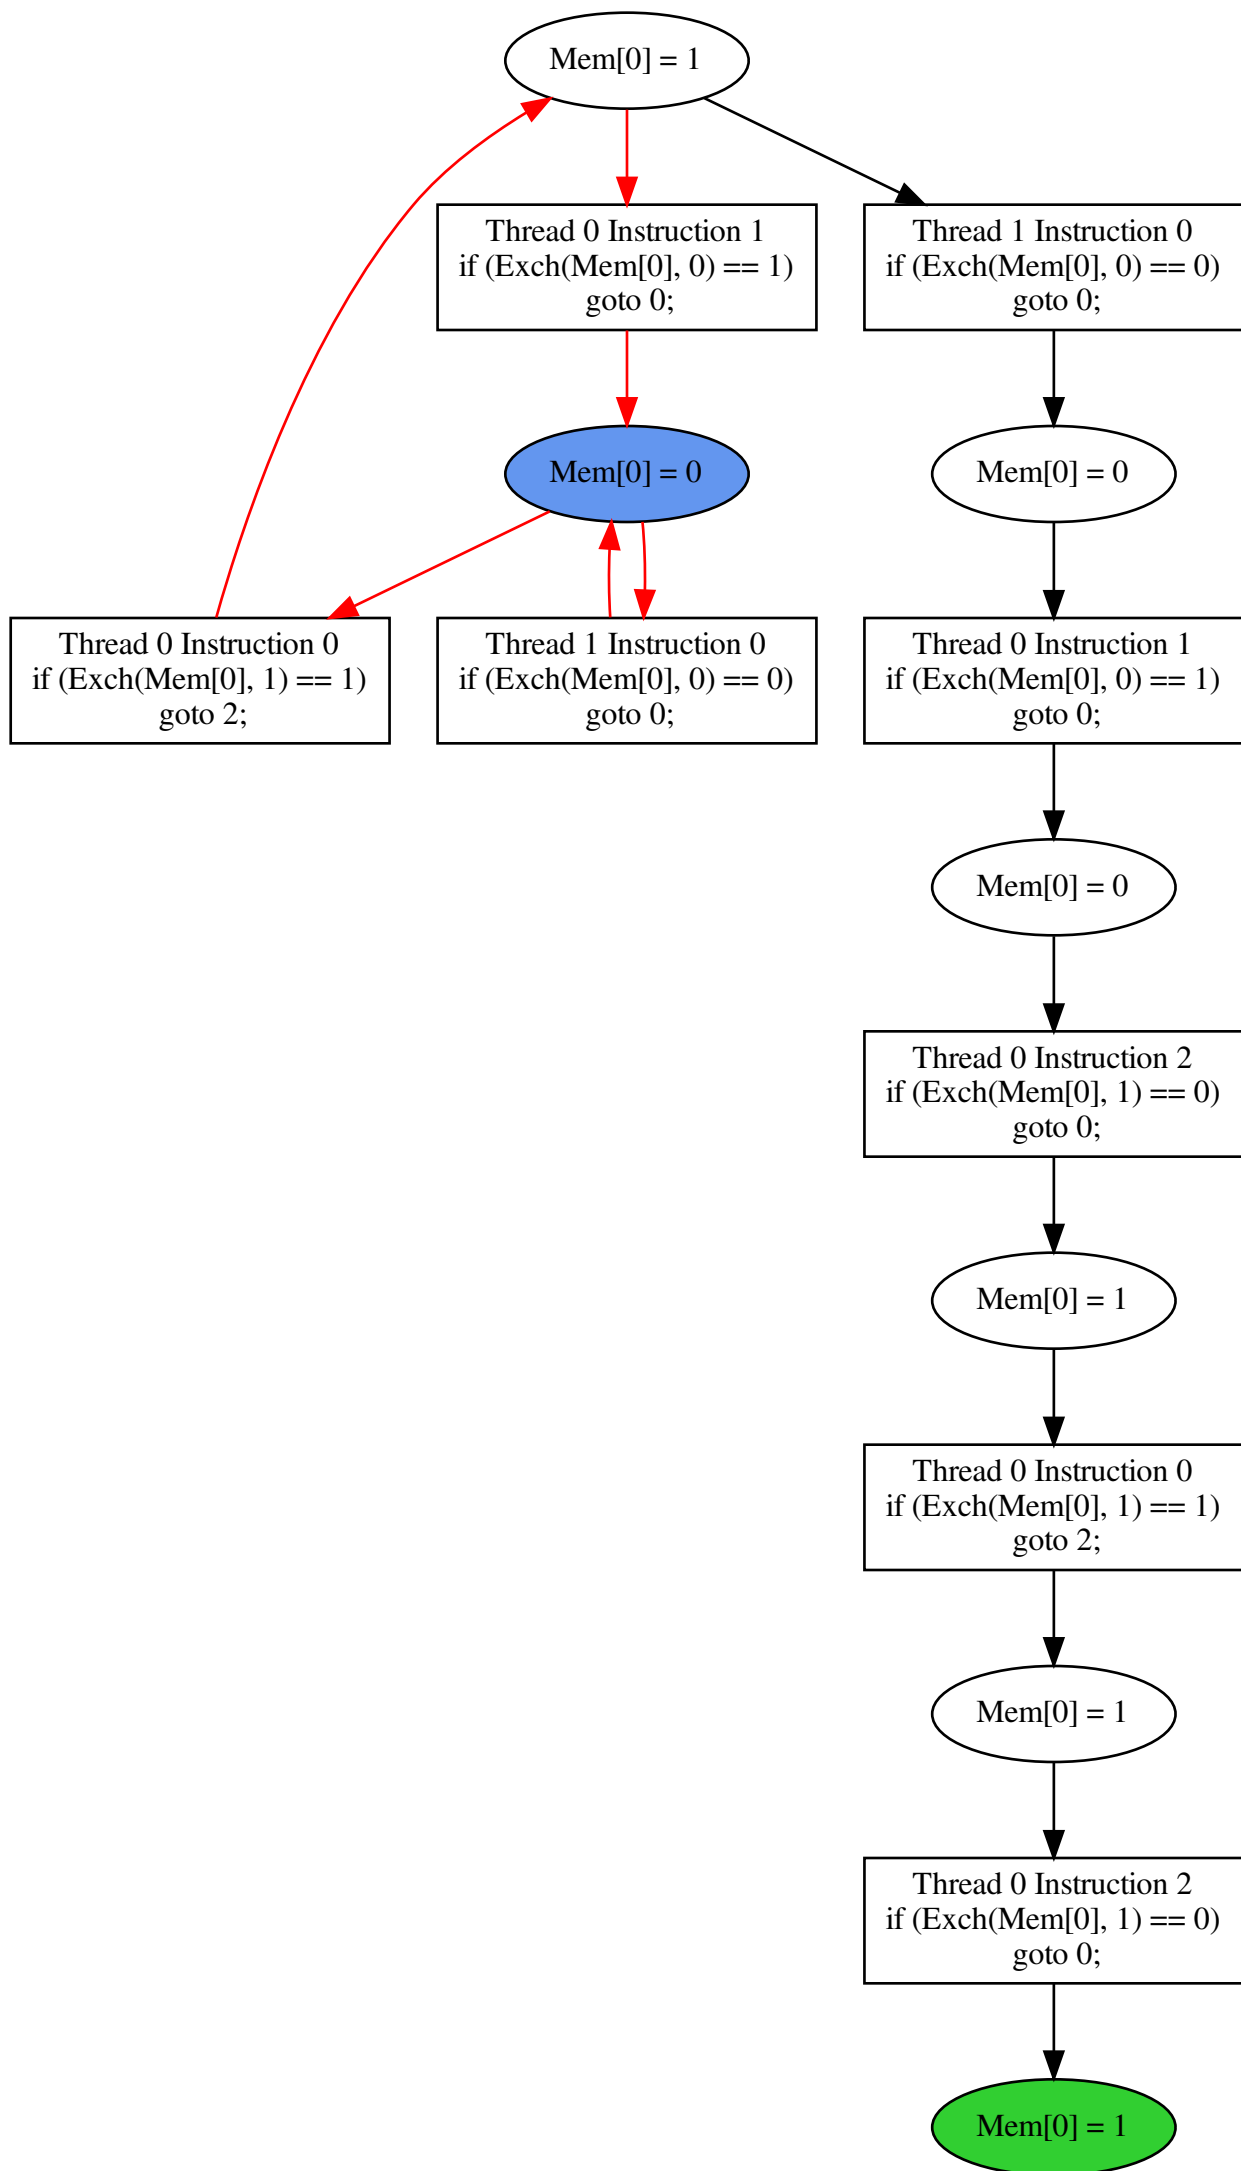 Mem[0] = 1
Thread 0 Instruction 1
if (Exch(Mem[0], 0) == 1)
goto 0;
Thread 1 Instruction 0
if (Exch(Mem[0], 0) == 0)
goto 0;
Mem[0] = 0
Mem[0] = 0
Thread 0 Instruction 0
if (Exch(Mem[0], 1) == 1)
goto 2;
Thread 1 Instruction 0
if (Exch(Mem[0], 0) == 0)
goto 0;
Thread 0 Instruction 1
if (Exch(Mem[0], 0) == 1)
goto 0;
Mem[0] = 0
Thread 0 Instruction 2
if (Exch(Mem[0], 1) == 0)
goto 0;
Mem[0] = 1
Thread 0 Instruction 0
if (Exch(Mem[0], 1) == 1)
goto 2;
Mem[0] = 1
Thread 0 Instruction 2
if (Exch(Mem[0], 1) == 0)
goto 0;
Mem[0] = 1